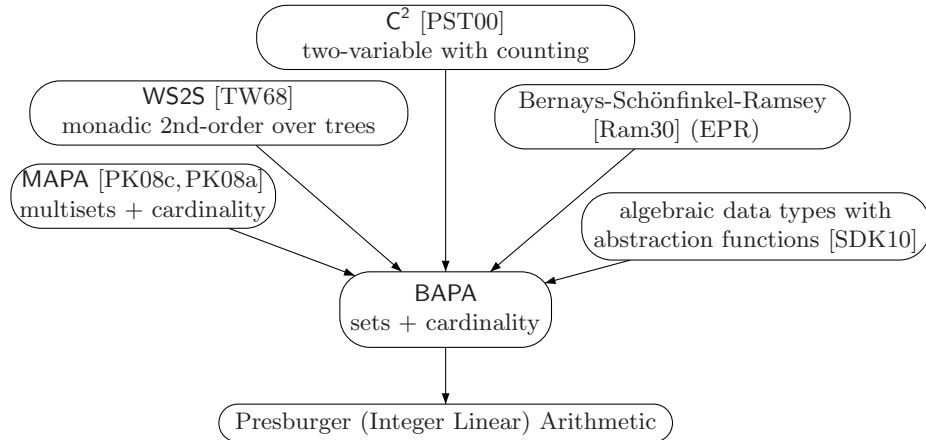 C² [PST00]
two-variable with counting
WS2S [TW68]
monadic 2nd-order over trees
Bernays-Schönfinkel-Ramsey
[Ram30] (EPR)
MAPA [PK08c, PK08a]
multisets + cardinality
algebraic data types with
abstraction functions [SDK10]
BAPA
sets + cardinality
Presburger (Integer Linear) Arithmetic